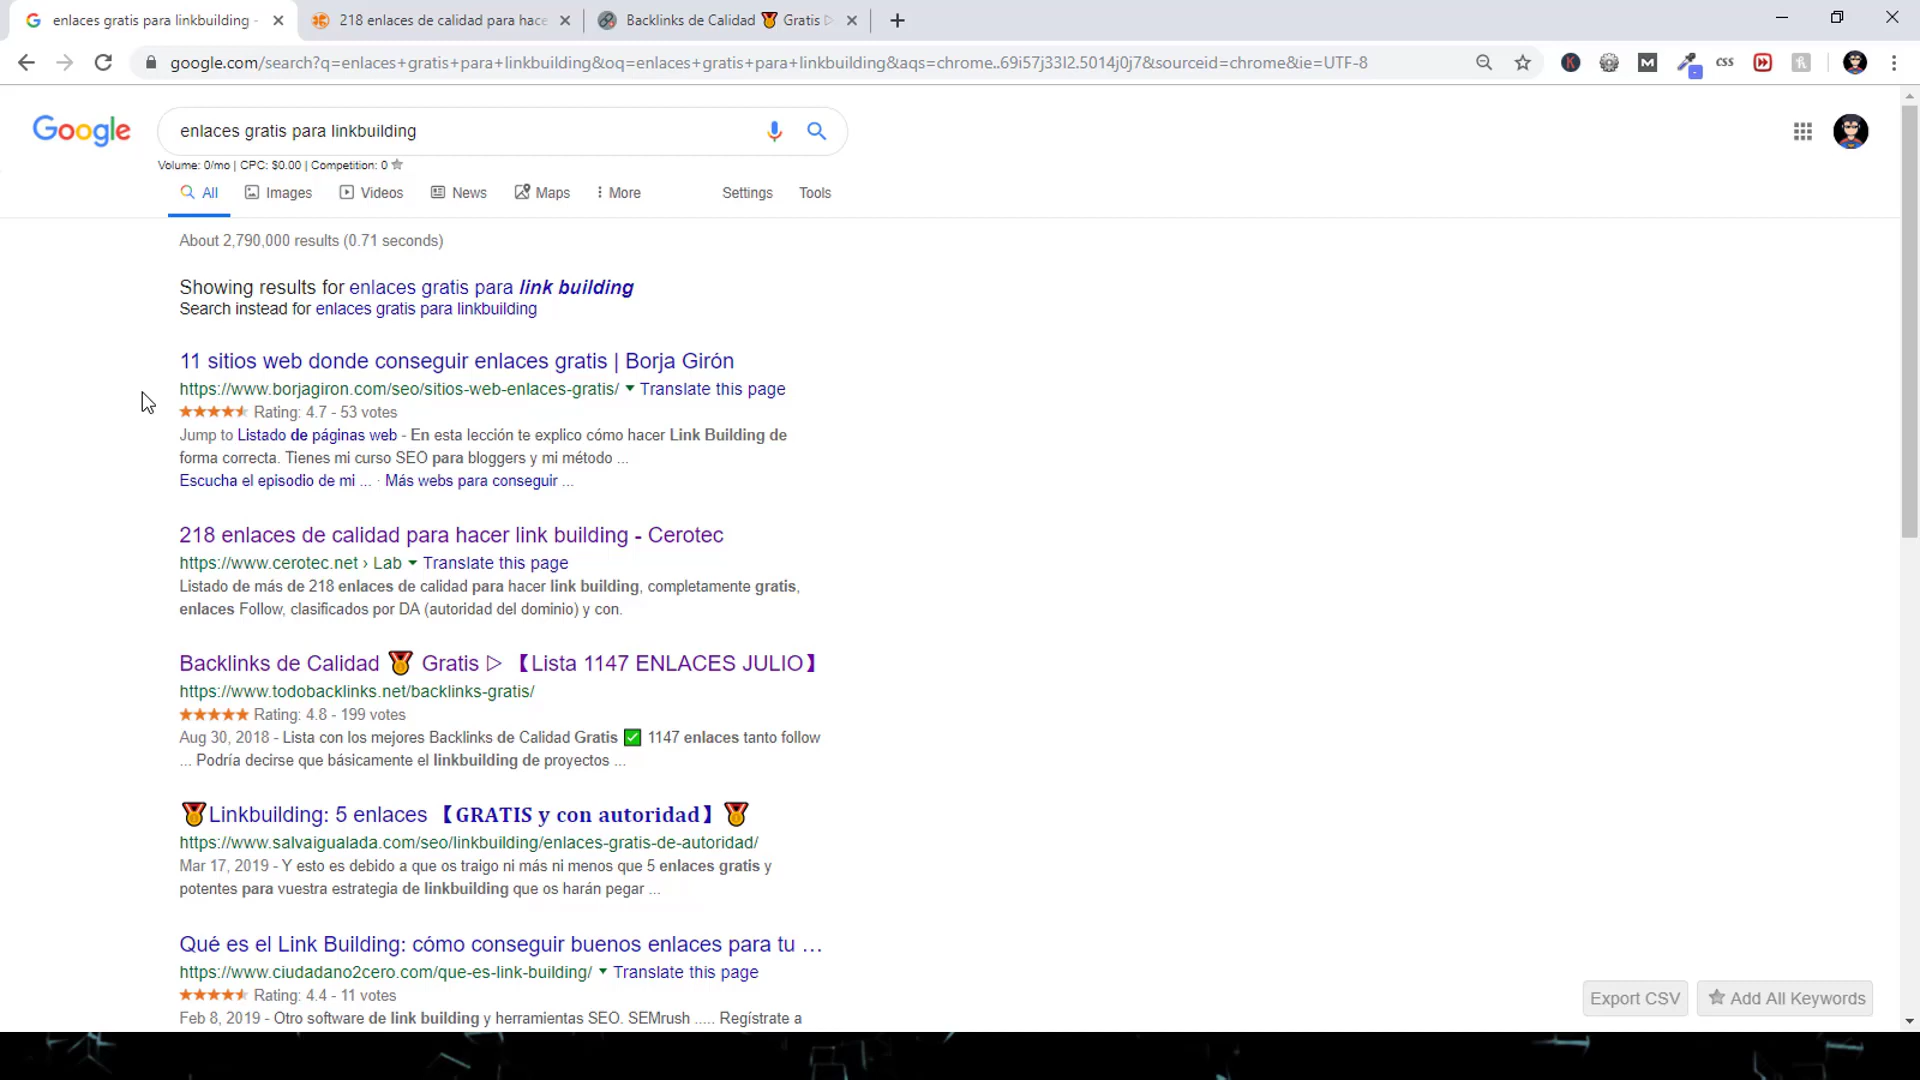 enlaces gratis para linkbuilding -
218 enlaces de calidad para hace
Backlinks de Calidad 🏅 Gratis ▷
google.com/search?q=enlaces+gratis+para+linkbuilding&oq=enlaces+gratis+para+linkbuilding&aqs=chrome..69i57j33l2.5014j0j7&sourceid=chrome&ie=UTF-8
CSS
Google
enlaces gratis para linkbuilding
Volume: 0/mo | CPC: $0.00 | Competition: 0
All
Images
Videos
News
Maps
More
Settings
Tools
About 2,790,000 results (0.71 seconds)
Showing results for enlaces gratis para link building
Search instead for enlaces gratis para linkbuilding
11 sitios web donde conseguir enlaces gratis | Borja Girón
https://www.borjagiron.com/seo/sitios-web-enlaces-gratis/ ▾ Translate this page
★★★★★ Rating: 4.7 - 53 votes
Jump to Listado de páginas web - En esta lección te explico cómo hacer Link Building de
forma correcta. Tienes mi curso SEO para bloggers y mi método ...
Escucha el episodio de mi ... · Más webs para conseguir ...
218 enlaces de calidad para hacer link building - Cerotec
https://www.cerotec.net › Lab ▾ Translate this page
Listado de más de 218 enlaces de calidad para hacer link building, completamente gratis,
enlaces Follow, clasificados por DA (autoridad del dominio) y con.
Backlinks de Calidad 🏅 Gratis ▷ 【Lista 1147 ENLACES JULIO】
https://www.todobacklinks.net/backlinks-gratis/
★★★★★ Rating: 4.8 - 199 votes
Aug 30, 2018 - Lista con los mejores Backlinks de Calidad Gratis ✅ 1147 enlaces tanto follow
... Podría decirse que básicamente el linkbuilding de proyectos ...
🏅Linkbuilding: 5 enlaces 【GRATIS y con autoridad】🏅
https://www.salvaigualada.com/seo/linkbuilding/enlaces-gratis-de-autoridad/
Mar 17, 2019 - Y esto es debido a que os traigo ni más ni menos que 5 enlaces gratis y
potentes para vuestra estrategia de linkbuilding que os harán pegar ...
Qué es el Link Building: cómo conseguir buenos enlaces para tu …
https://www.ciudadano2cero.com/que-es-link-building/ ▾ Translate this page
★★★★★ Rating: 4.4 - 11 votes
Feb 8, 2019 - Otro software de link building y herramientas SEO. SEMrush ..... Regístrate a
Export CSV
Add All Keywords